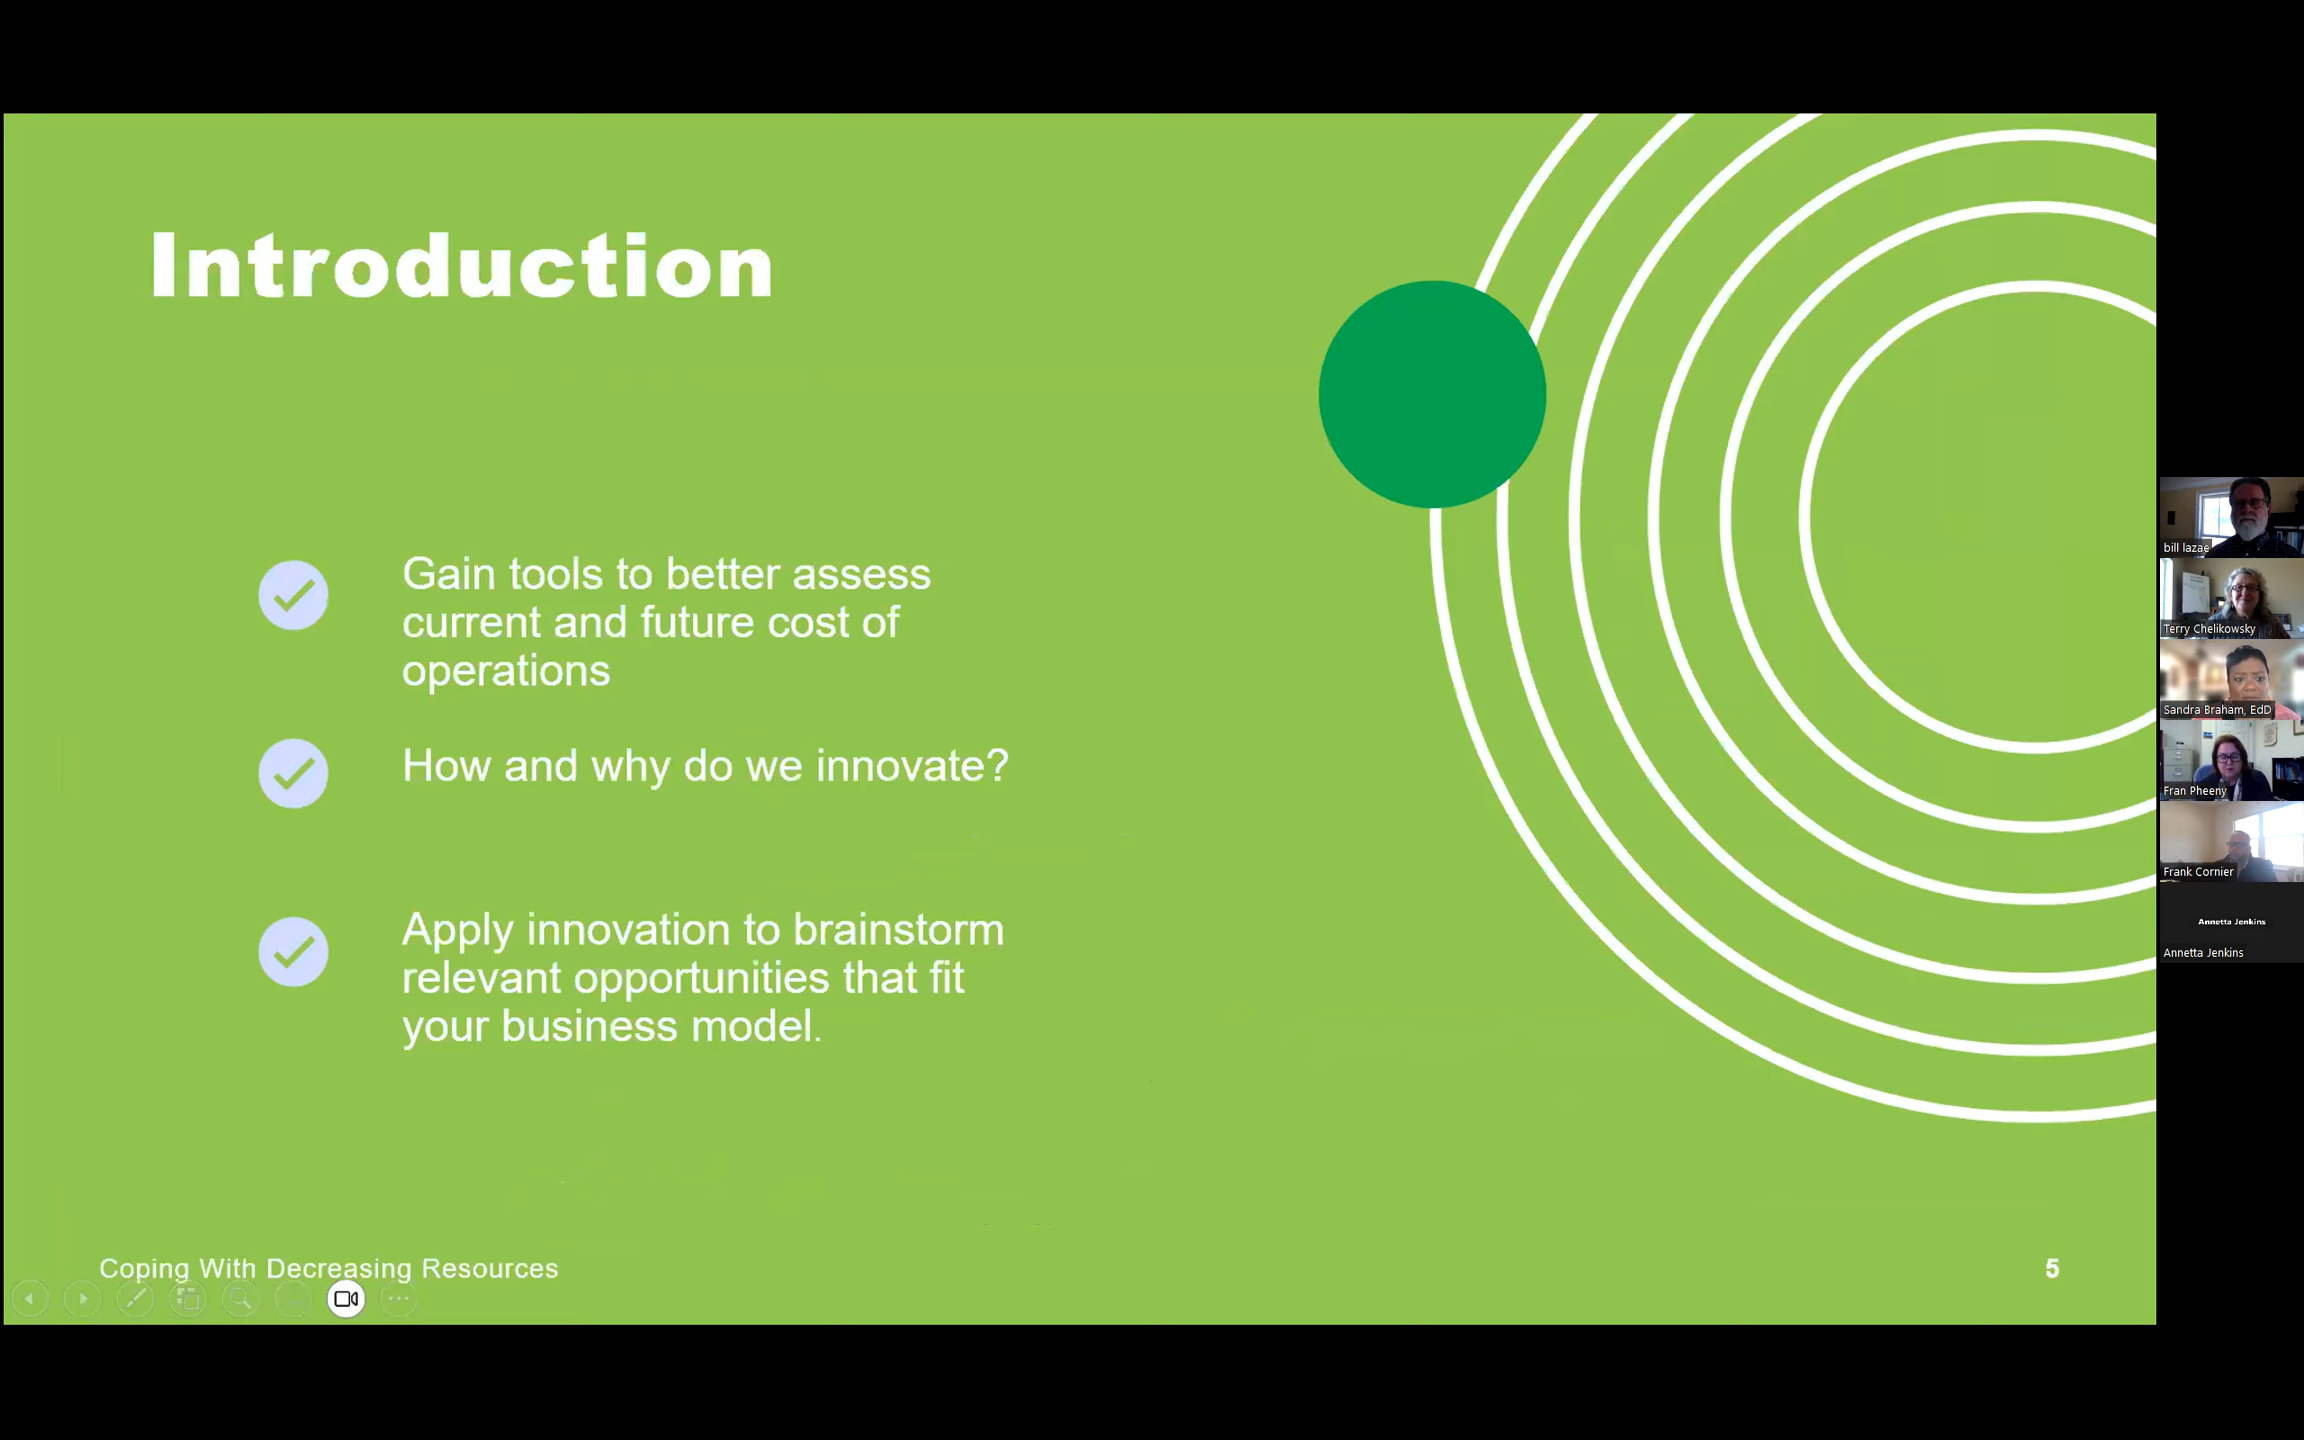 Introduction
Gain tools to better assess
current and future cost of
operations
How and why do we innovate?
Apply innovation to brainstorm
relevant opportunities that fit
your business model.
Coping With Decreasing Resources
5
bill lazae
Terry Chelikowsky
Sandra Braham, EdD
Fran Pheeny
Frank Cornier
Annetta Jenkins
Annetta Jenkins